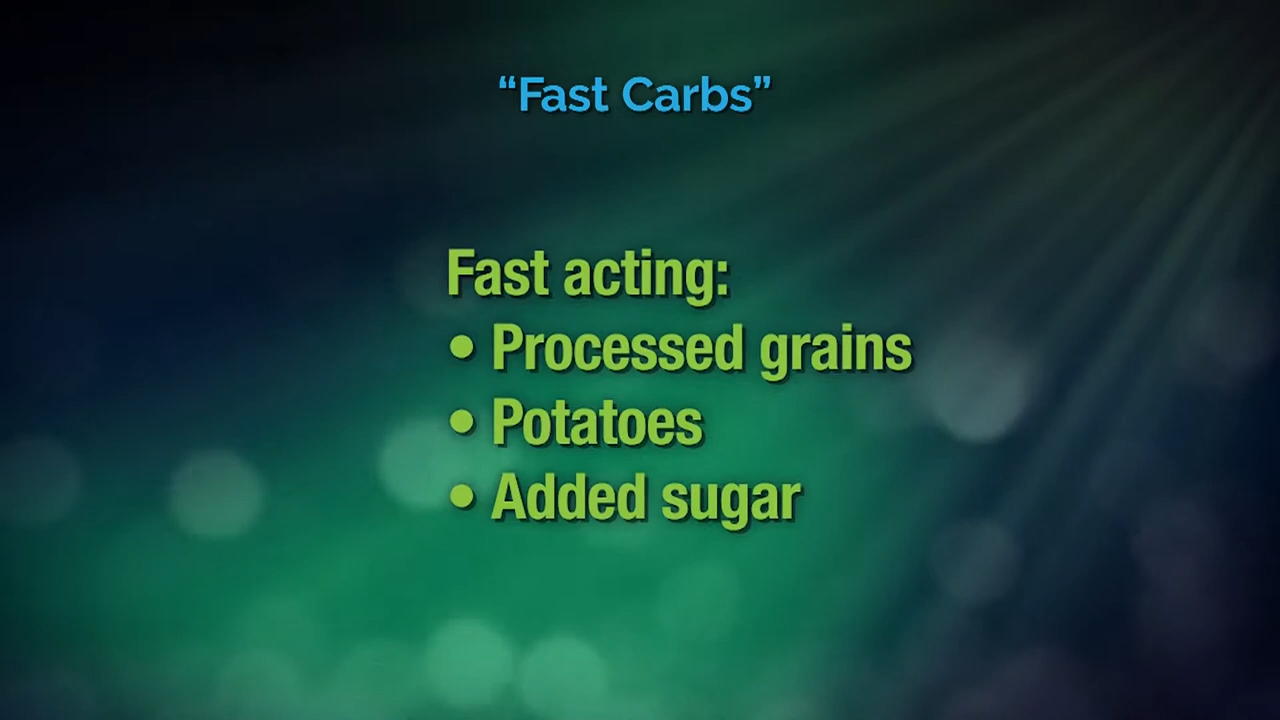 “Fast Carbs”
Fast acting:
• Processed grains
• Potatoes
• Added sugar